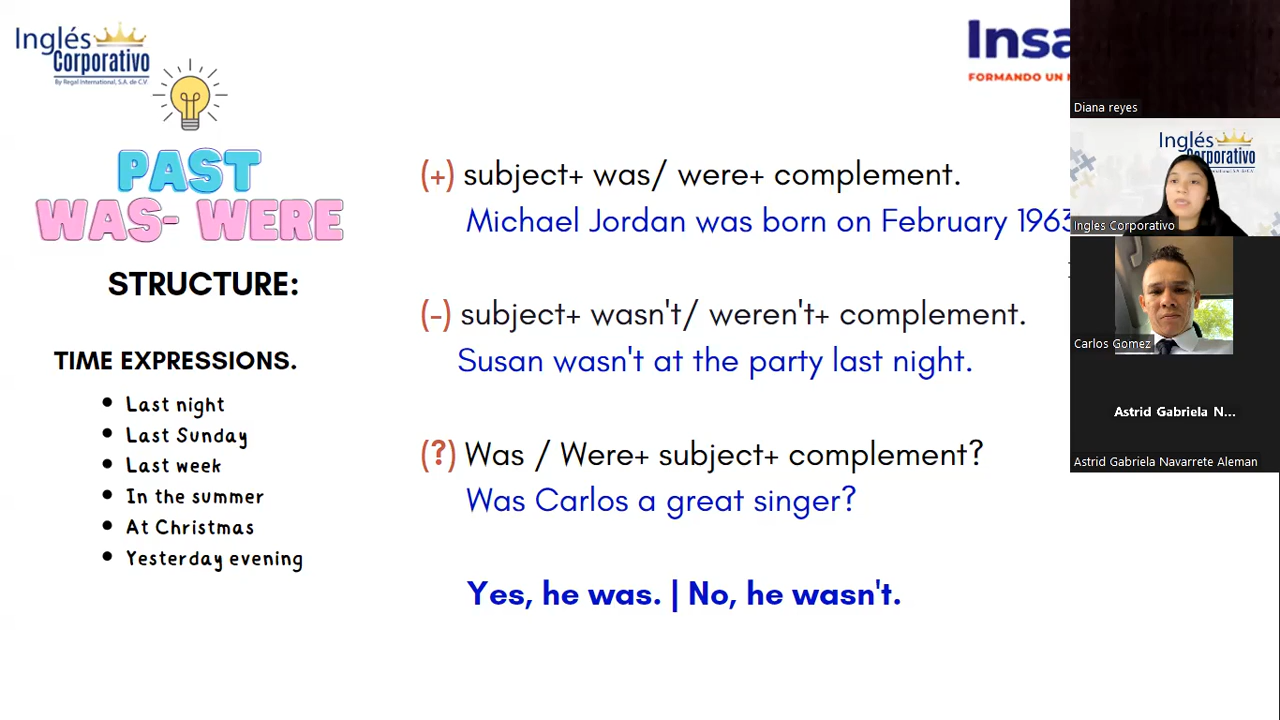 Inglés
Corporativo
By Regal International, S.A. de C.V.
PAST
WAS- WERE
STRUCTURE:
TIME EXPRESSIONS.
Last night
Last Sunday
Last week
In the summer
At Christmas
Yesterday evening
Insa
FORMANDO UN
(+) subject+ was/ were+ complement.
Michael Jordan was born on February 1963
(-) subject+ wasn't/ weren't+ complement.
Susan wasn't at the party last night.
(?) Was / Were+ subject+ complement?
Was Carlos a great singer?
Yes, he was. | No, he wasn't.
Diana reyes
Inglés
Corporativo
Ingles Corporativo
Carlos Gomez
Astrid Gabriela N...
Astrid Gabriela Navarrete Aleman